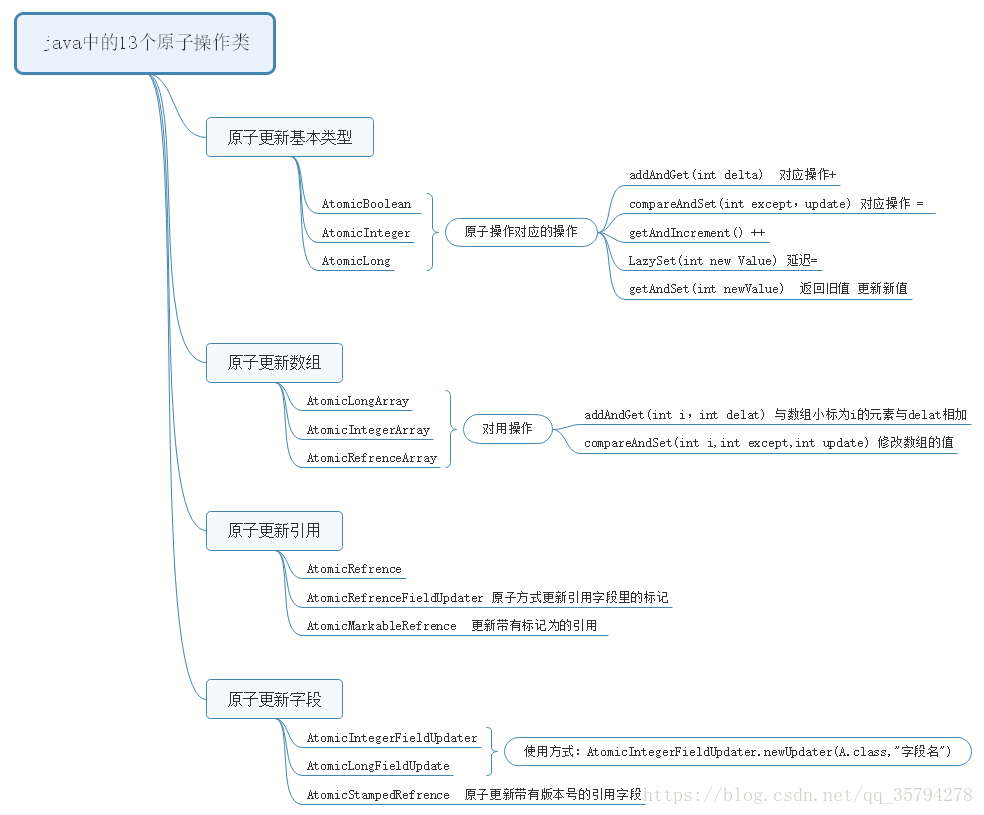 java中的13个原子操作类
原子更新基本类型
AtomicBoolean
AtomicInteger
AtomicLong
原子操作对应的操作
addAndGet(int delta) 对应操作+
compareAndSet(int except，update) 对应操作 =
getAndIncrement() ++
LazySet(int new Value) 延迟=
getAndSet(int newValue) 返回旧值 更新新值
原子更新数组
AtomicLongArray
AtomicIntegerArray
AtomicRefrenceArray
对用操作
addAndGet(int i，int delat) 与数组小标为i的元素与delat相加
compareAndSet(int i,int except,int update) 修改数组的值
原子更新引用
AtomicRefrence
AtomicRefrenceFieldUpdater 原子方式更新引用字段里的标记
AtomicMarkableRefrence 更新带有标记为的引用
原子更新字段
AtomicIntegerFieldUpdater
AtomicLongFieldUpdate
使用方式：AtomicIntegerFieldUpdater.newUpdater(A.class,"字段名")
AtomicStampedRefrence 原子更新带有版本号的引用字段
https://blog.csdn.net/qq_35794278